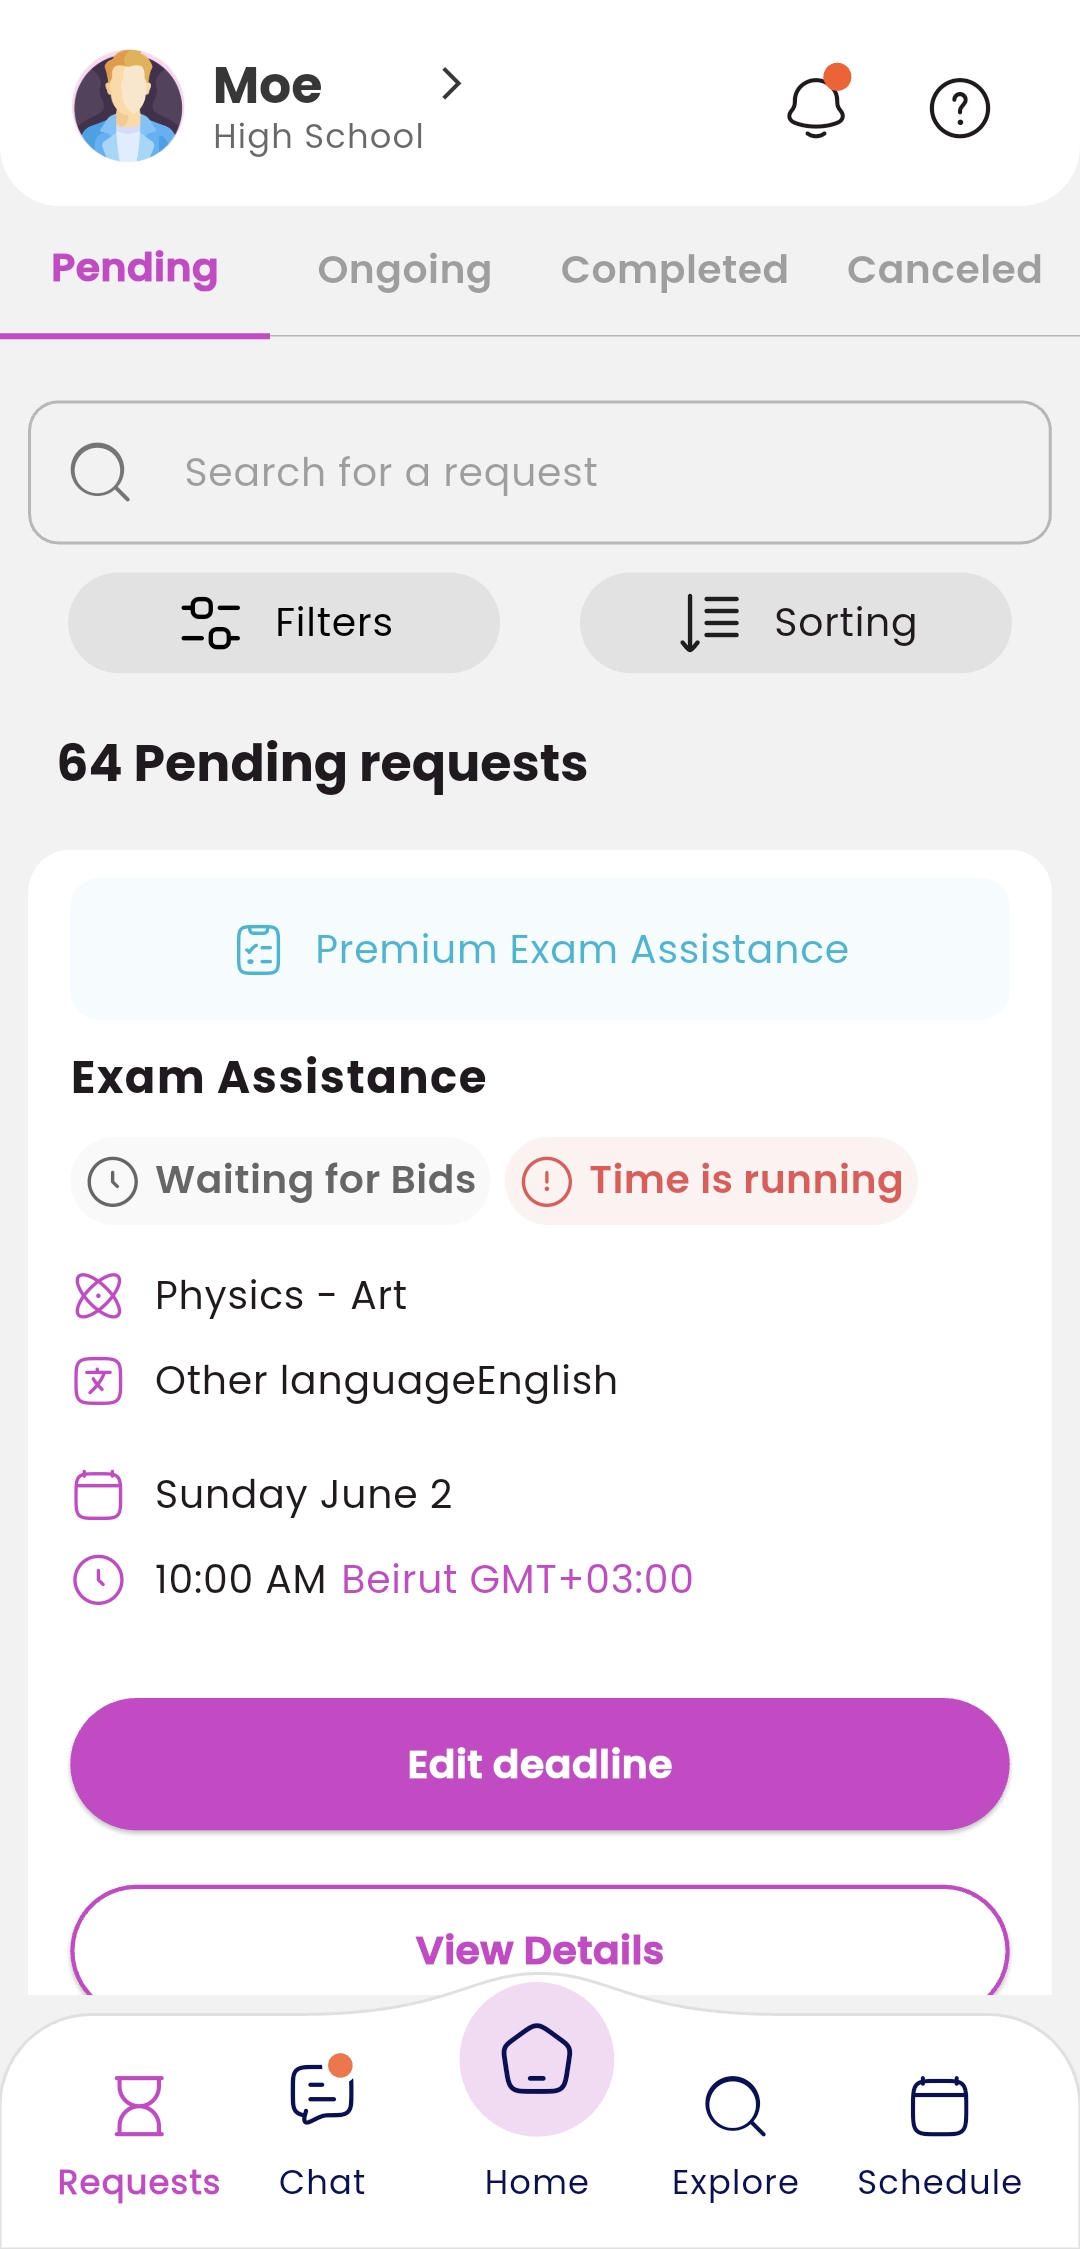 Moe
High School
Pending Ongoing Completed Canceled
Search for a request
Filters Sorting
64 Pending requests
Premium Exam Assistance
Exam Assistance
Waiting for Bids Time is running
Physics - Art
Other languageEnglish
Sunday June 2
10:00 AM Beirut GMT+03:00
Edit deadline
View Details
Requests Chat Home Explore Schedule